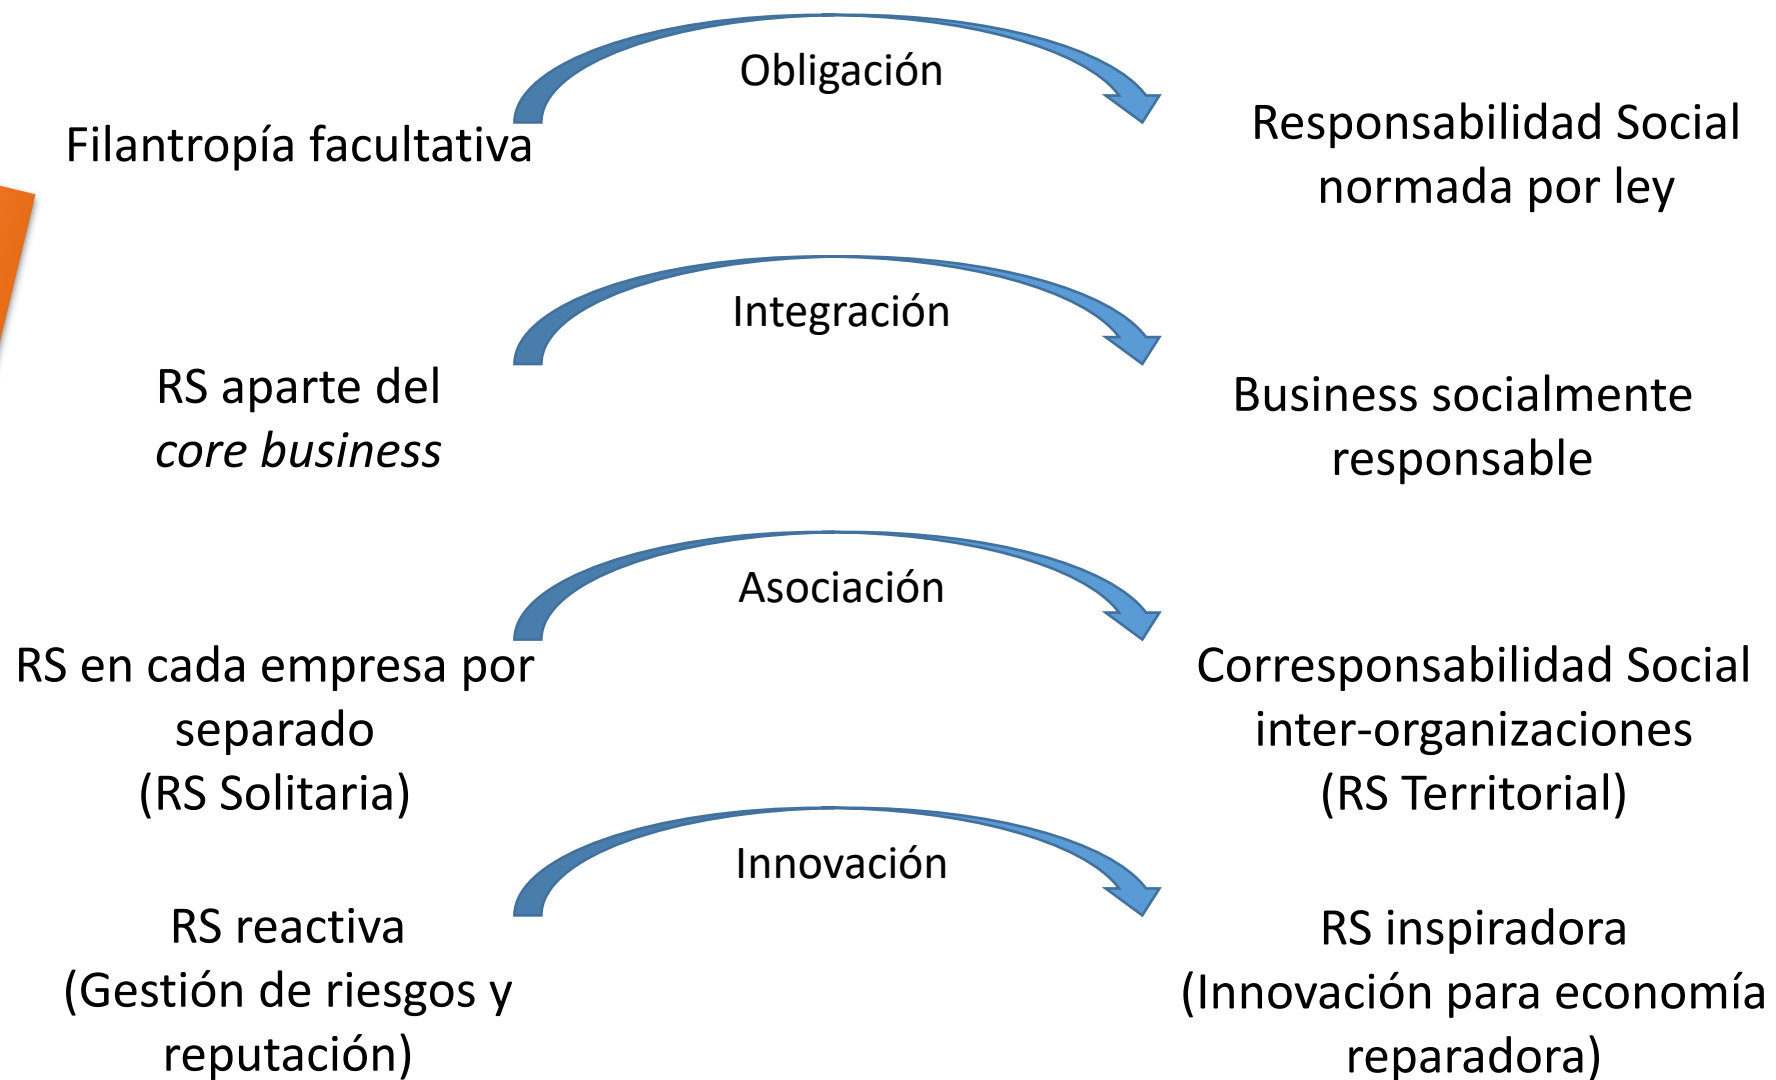 Obligación
Filantropía facultativa
Responsabilidad Social
normada por ley
Integración
RS aparte del
core business
Business socialmente
responsable
Asociación
RS en cada empresa por
separado
(RS Solitaria)
Corresponsabilidad Social
inter-organizaciones
(RS Territorial)
Innovación
RS reactiva
(Gestión de riesgos y
reputación)
RS inspiradora
(Innovación para economía
reparadora)